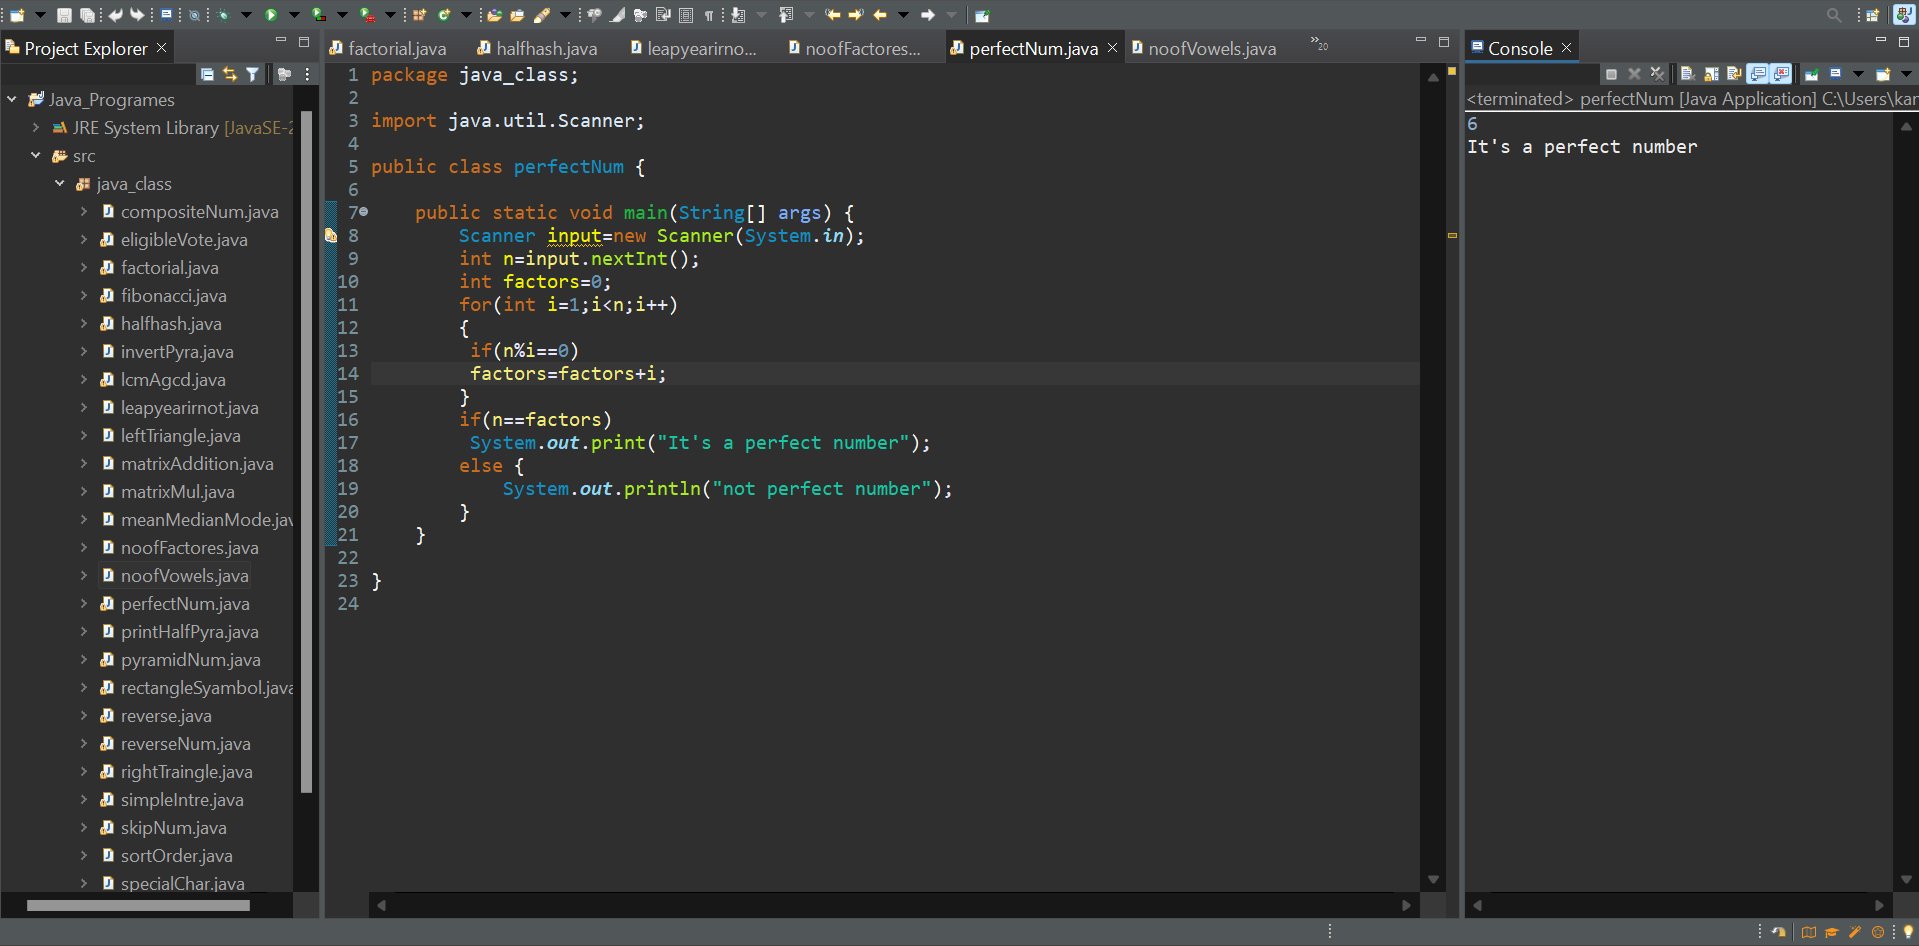 Project Explorer
Java_Programes
JRE System Library [JavaSE-2
src
java_class
compositeNum.java
eligibleVote.java
factorial.java
fibonacci.java
halfhash.java
invertPyra.java
lcmAgcd.java
leapyearirnot.java
leftTriangle.java
matrixAddition.java
matrixMul.java
meanMedianMode.jav
noofFactores.java
noofVowels.java
perfectNum.java
printHalfPyra.java
pyramidNum.java
rectangleSyambol.java
reverse.java
reverseNum.java
rightTraingle.java
simpleIntre.java
skipNum.java
sortOrder.java
specialChar.java
factorial.java halfhash.java leapyearirno... noofFactores... perfectNum.java noofVowels.java »20
1 package java_class;
2
3 import java.util.Scanner;
4
5 public class perfectNum {
6
7 public static void main(String[] args) {
8 Scanner input=new Scanner(System.in);
9 int n=input.nextInt();
10 int factors=0;
11 for(int i=1;i<n;i++)
12 {
13 if(n%i==0)
14 factors=factors+i;
15 }
16 if(n==factors)
17 System.out.print("It's a perfect number");
18 else {
19 System.out.println("not perfect number");
20 }
21 }
22
23 }
24
Console
<terminated> perfectNum [Java Application] C:\Users\kar
6
It's a perfect number